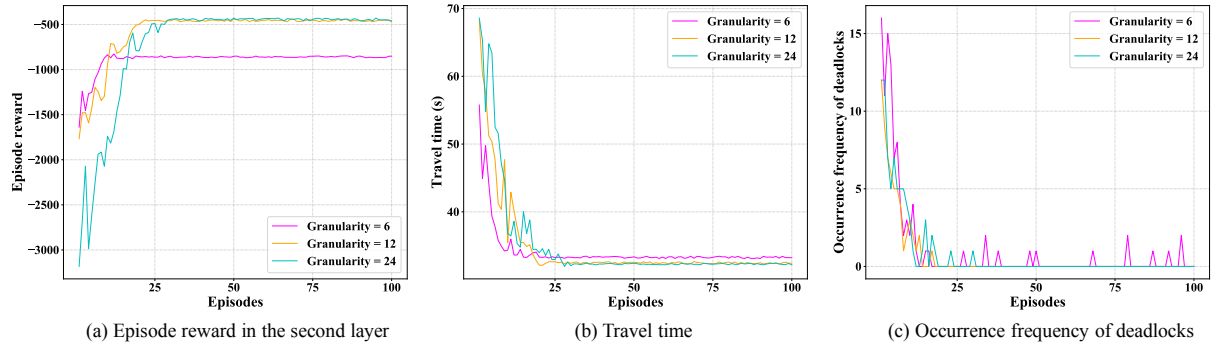 Episode reward
−500
−1000
−1500
−2000
−2500
−3000
Granularity = 6
Granularity = 12
Granularity = 24
25
50
75
100
Episodes
(a) Episode reward in the second layer
Travel time (s)
70
60
50
40
Granularity = 6
Granularity = 12
Granularity = 24
25
50
75
100
Episodes
(b) Travel time
Occurrence frequency of deadlocks
15
10
5
0
Granularity = 6
Granularity = 12
Granularity = 24
25
50
75
100
Episodes
(c) Occurrence frequency of deadlocks